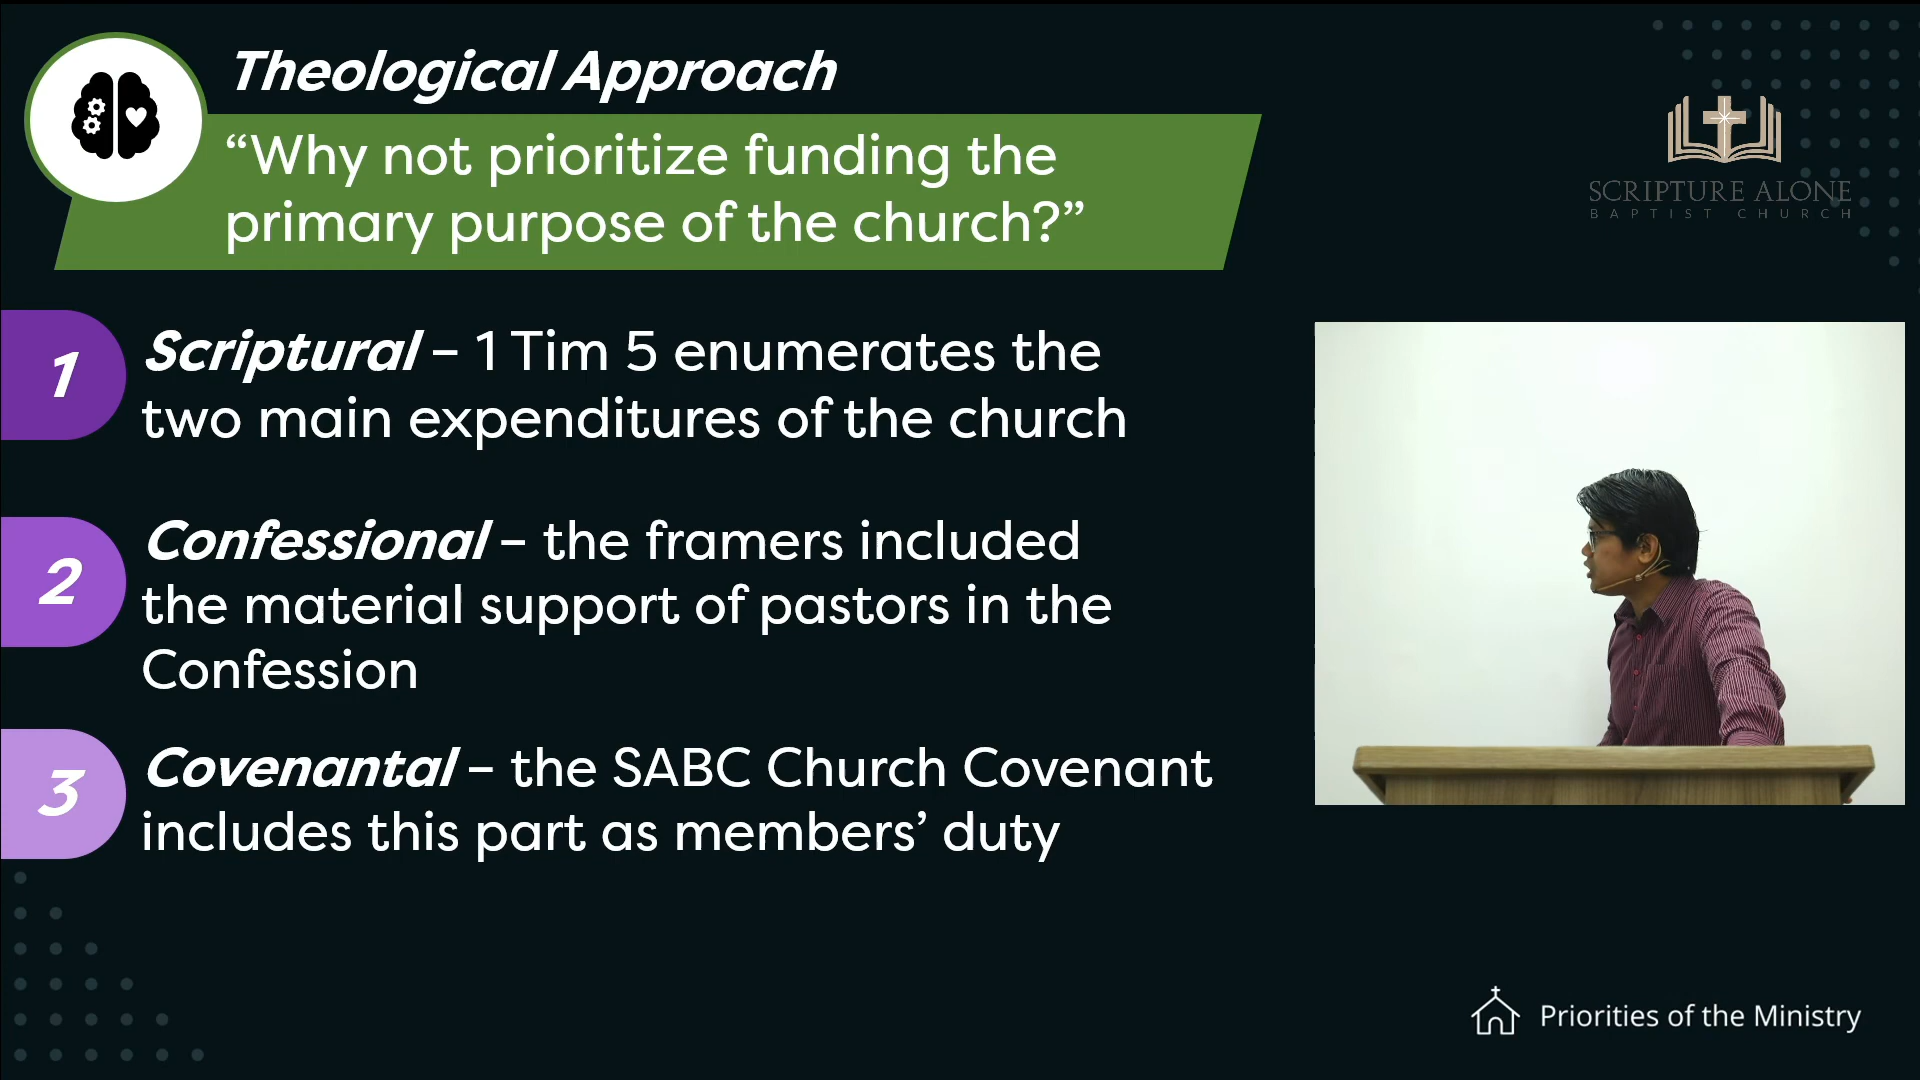 Theological Approach
“Why not prioritize funding the
primary purpose of the church?”
SCRIPTURE ALONE
BAPTIST CHURCH
1
Scriptural – 1 Tim 5 enumerates the
two main expenditures of the church
2
Confessional – the framers included
the material support of pastors in the
Confession
3
Covenantal – the SABC Church Covenant
includes this part as members’ duty
Priorities of the Ministry